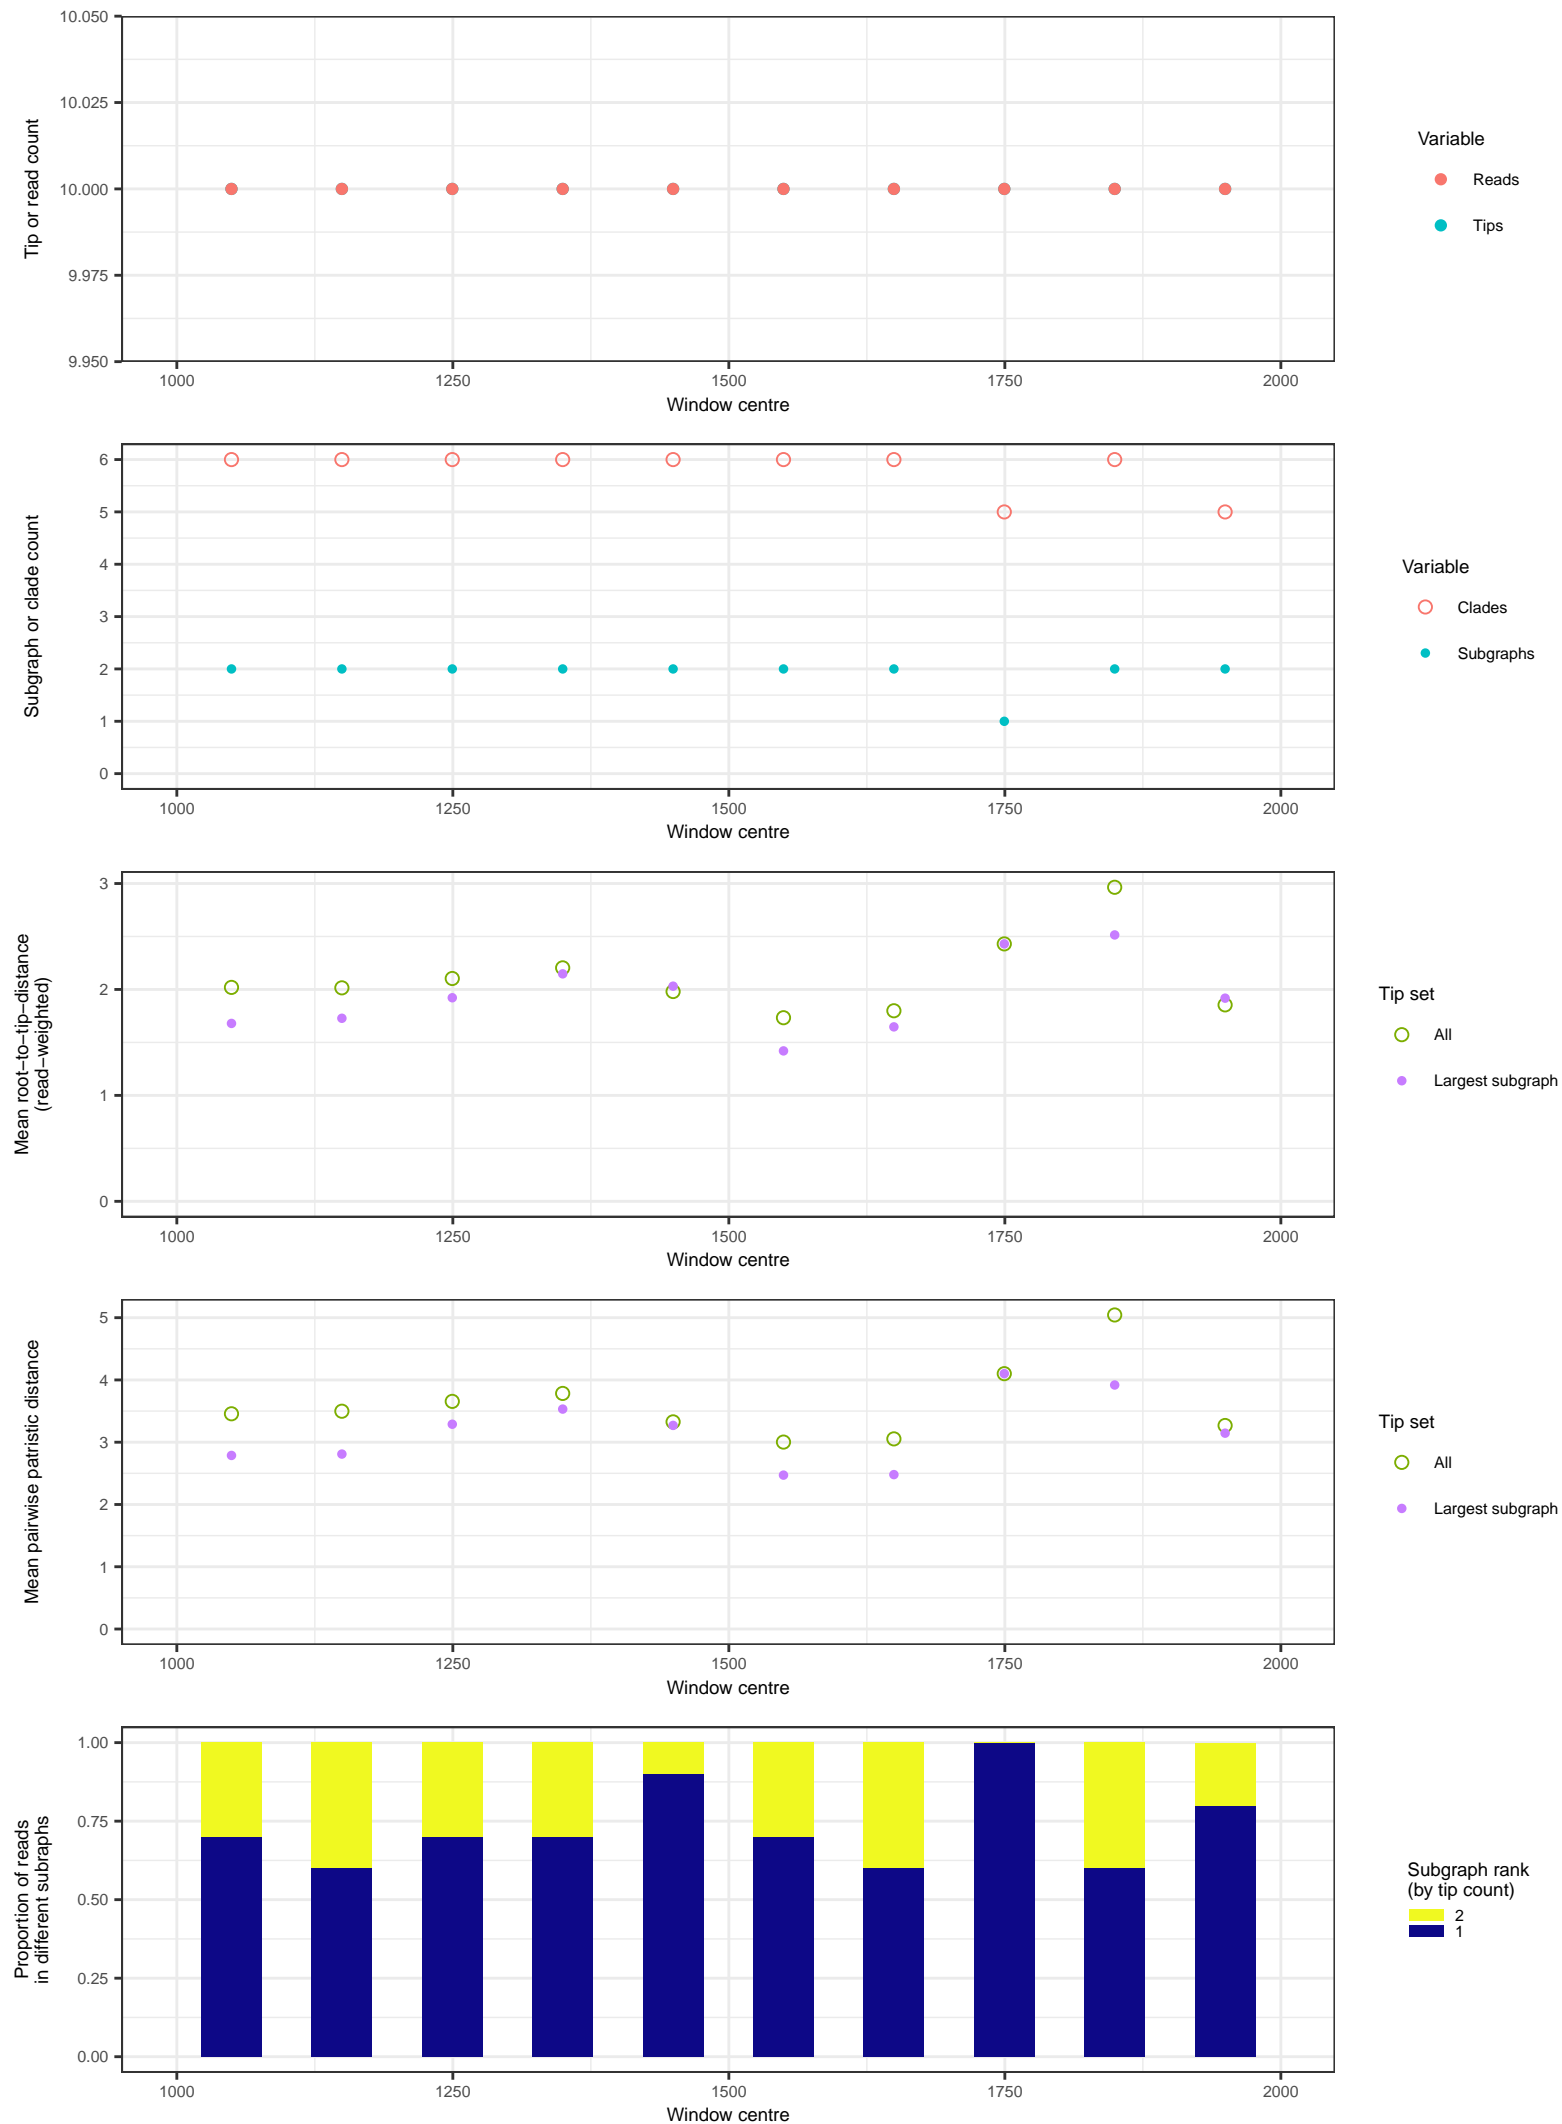 10.050
10.025
10.000
9.975
9.950
Tip or read count
1000 1250 1500 1750 2000
Window centre
Variable
Reads
Tips
6
5
4
3
2
1
0
Subgraph or clade count
1000 1250 1500 1750 2000
Window centre
Variable
Clades
Subgraphs
3
2
1
0
Mean root−to−tip−distance
(read−weighted)
1000 1250 1500 1750 2000
Window centre
Tip set
All
Largest subgraph
5
4
3
2
1
0
Mean pairwise patristic distance
1000 1250 1500 1750 2000
Window centre
Tip set
All
Largest subgraph
1.00
0.75
0.50
0.25
0.00
Proportion of reads
in different subraphs
1000 1250 1500 1750 2000
Window centre
Subgraph rank
(by tip count)
2
1